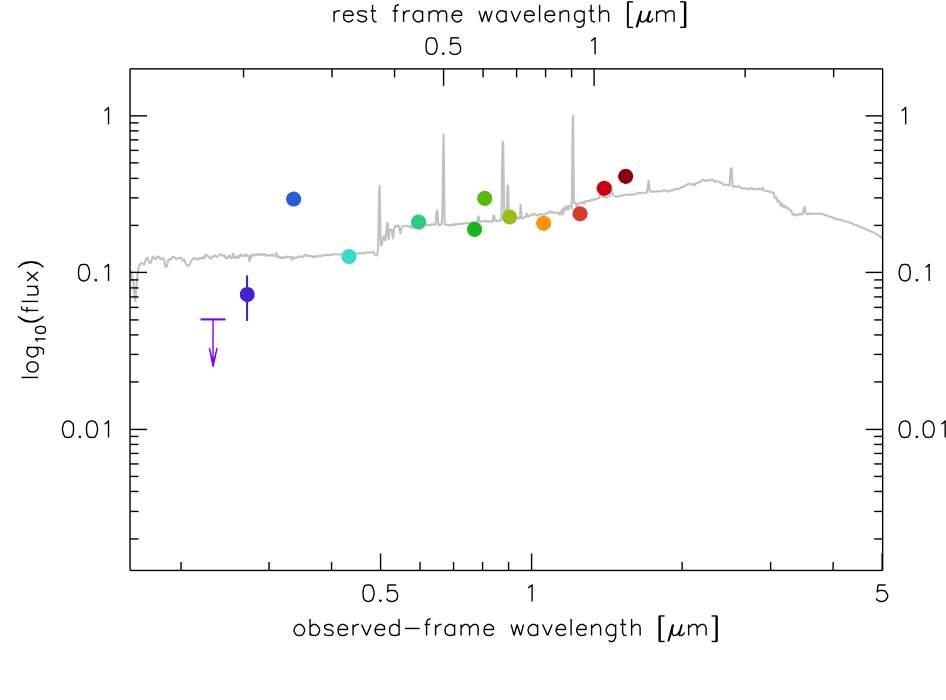 rest frame wavelength [μm]
0.5 1
1 1
log10(flux)
0.1 0.1
0.01 0.01
0.5 1 5
observed-frame wavelength [μm]